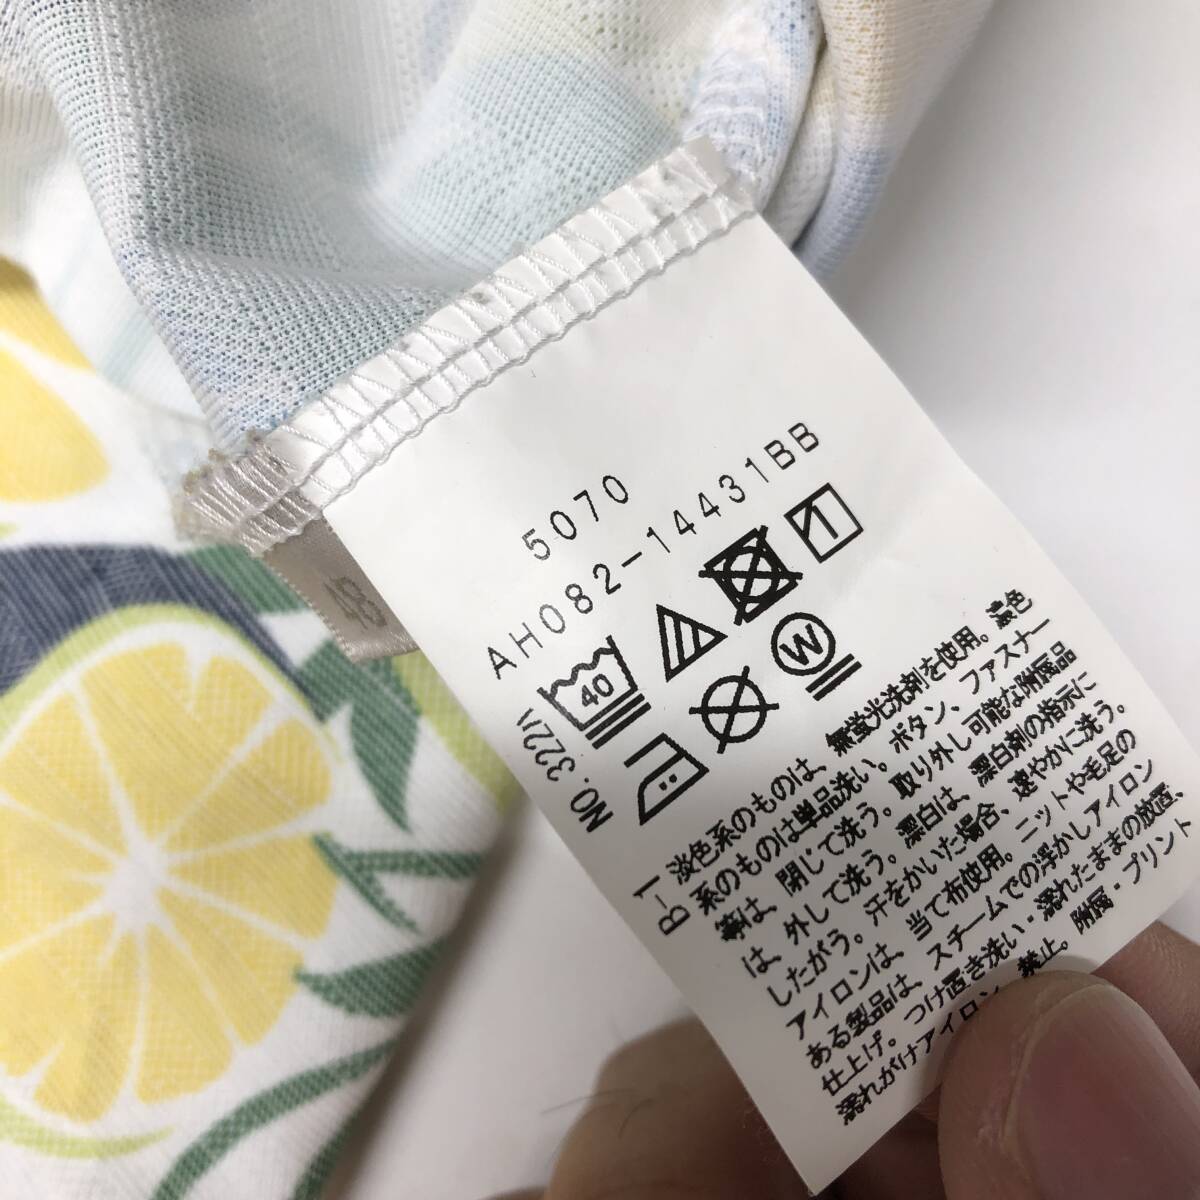 5070
AH082-14431BB
40
W
NO.322n
B-1 淡色系のものは、無蛍光洗剤を使用。濃色
系のものは単品洗い。ボタン、ファスナー
等は、閉じて洗う。取り外し可能な附属品
は、外して洗う。漂白は、漂白剤の指示に
したがう。汗をかいた場合、速やかに洗う。
アイロンは、当て布使用。ニットや毛足の
ある製品は、スチームでの浮かしアイロン
仕上げ。つけ置き洗い・濡れたままの放置、
濡れがけアイロン、禁止。附属・プリント
48